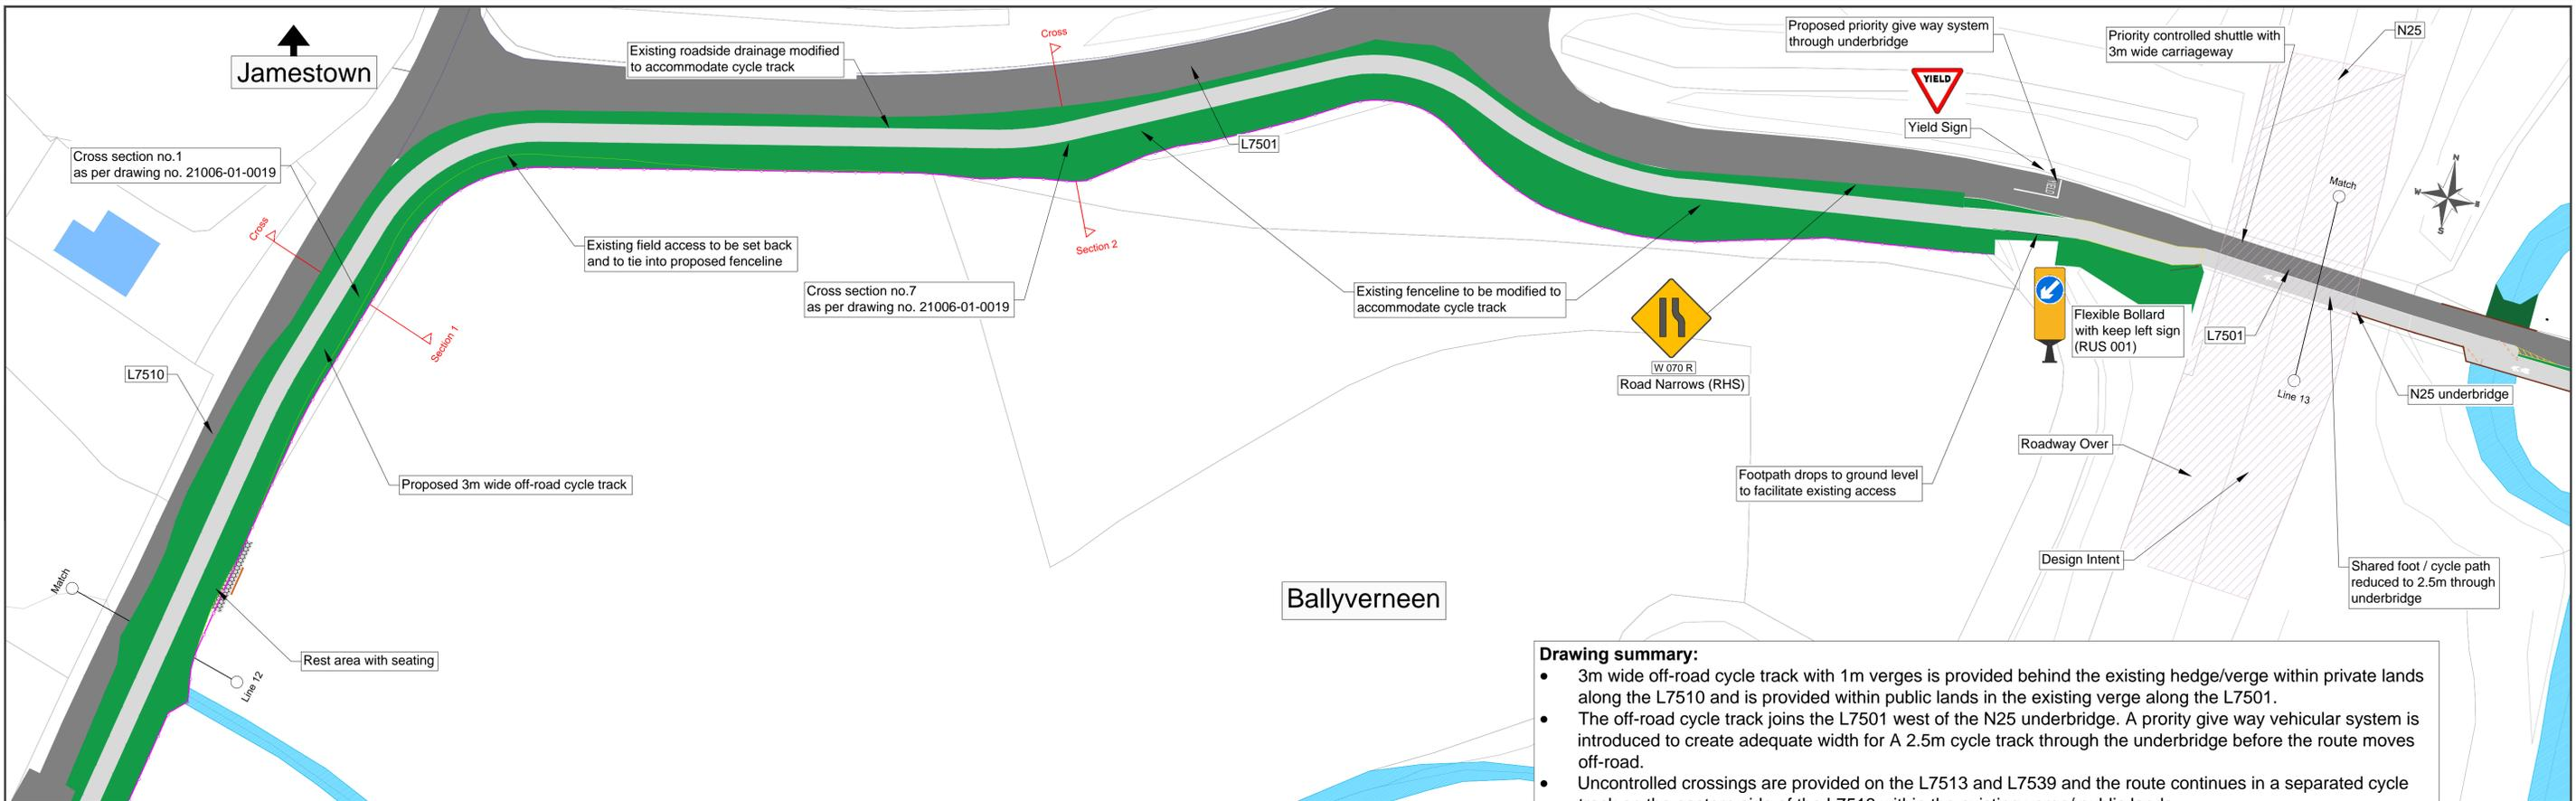 Jamestown
Existing roadside drainage modified
to accommodate cycle track
Cross
Proposed priority give way system
through underbridge
Priority controlled shuttle with
3m wide carriageway
N25
YIELD
Yield Sign
L7501
Cross section no.1
as per drawing no. 21006-01-0019
Cross
Existing field access to be set back
and to tie into proposed fenceline
Section 2
Cross section no.7
as per drawing no. 21006-01-0019
Existing fenceline to be modified to
accommodate cycle track
Match
N
W
E
S
Flexible Bollard
with keep left sign
(RUS 001)
L7501
Section 1
L7510
W 070 R
Road Narrows (RHS)
Line 13
N25 underbridge
Roadway Over
Proposed 3m wide off-road cycle track
Footpath drops to ground level
to facilitate existing access
Design Intent
Shared foot / cycle path
reduced to 2.5m through
underbridge
Match
Ballyverneen
Rest area with seating
Line 12
Drawing summary:
• 3m wide off-road cycle track with 1m verges is provided behind the existing hedge/verge within private lands
along the L7510 and is provided within public lands in the existing verge along the L7501.
• The off-road cycle track joins the L7501 west of the N25 underbridge. A prority give way vehicular system is
introduced to create adequate width for A 2.5m cycle track through the underbridge before the route moves
off-road.
• Uncontrolled crossings are provided on the L7513 and L7539 and the route continues in a separated cycle